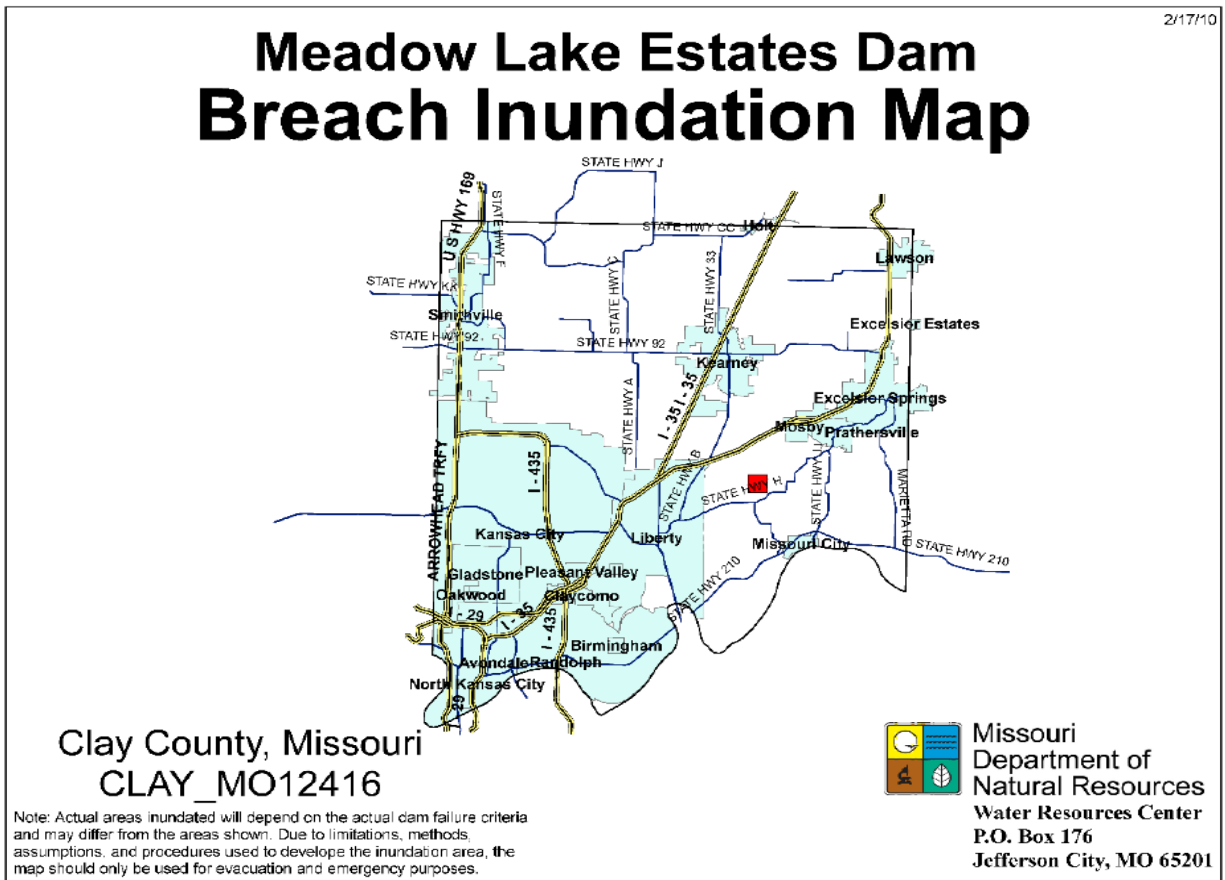 2/17/10
Meadow Lake Estates Dam
Breach Inundation Map
STATE HWY J
U S HWY 169
STATE HWY F
STATE HWY CC
Holt
STATE HWY C
STATE HWY 33
Lawson
STATE HWY KK
Smithville
Excelsior Estates
STATE HWY 92
STATE HWY 92
Kearney
STATE HWY A
I - 35
I - 35
Excelsior Springs
Mosby
Prathersville
ARROWHEAD TRFY
I - 435
STATE HWY B
STATE HWY H
STATE HWY
MARIETTA RD
Kansas City
Liberty
Missouri City
STATE HWY 210
Gladstone
Pleasant Valley
Oakwood
Claycomo
STATE HWY 210
I - 29
I - 35
I - 435
Birmingham
Avondale
Randolph
North Kansas City
I - 29
Clay County, Missouri
CLAY_MO12416
Note: Actual areas inundated will depend on the actual dam failure criteria
and may differ from the areas shown. Due to limitations, methods,
assumptions, and procedures used to develope the inundation area, the
map should only be used for evacuation and emergency purposes.
Missouri
Department of
Natural Resources
Water Resources Center
P.O. Box 176
Jefferson City, MO 65201